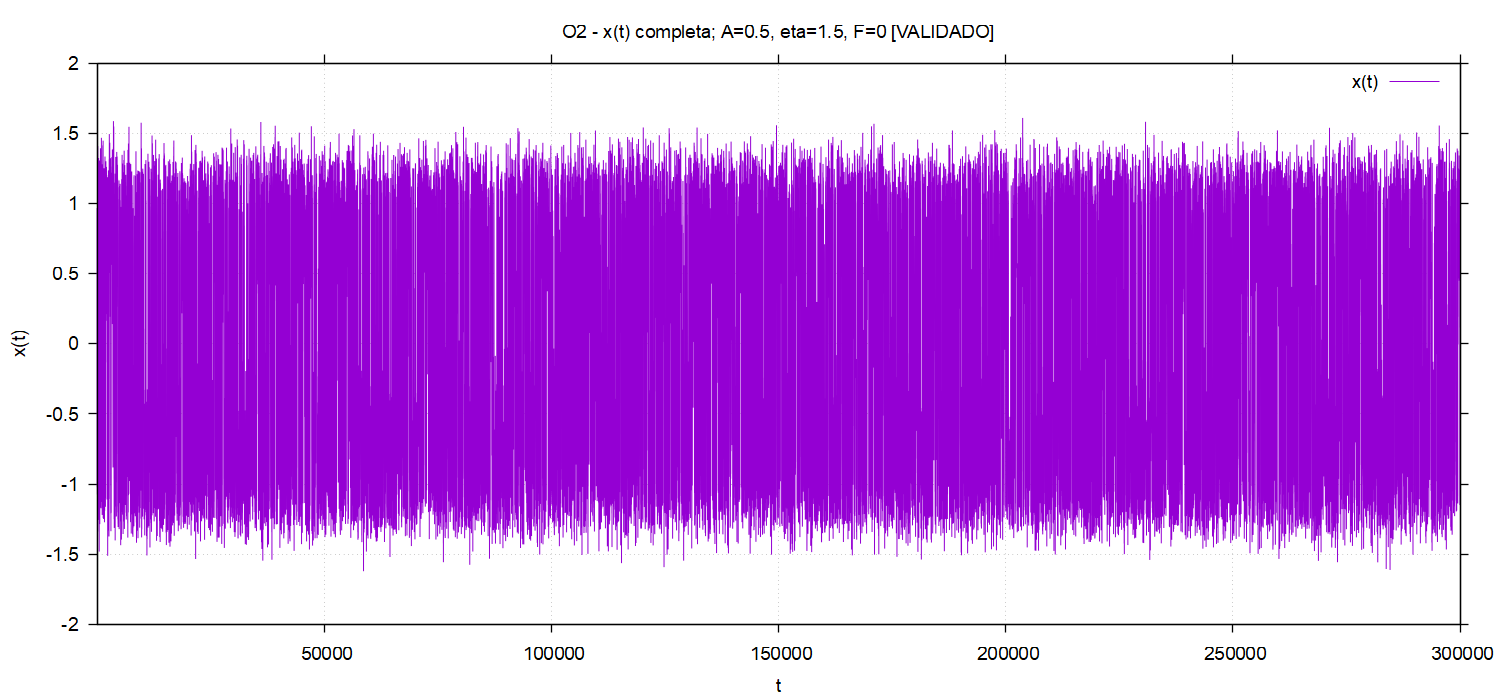 O2 - x(t) completa; A=0.5, eta=1.5, F=0 [VALIDADO]
x(t)
2
1.5
1
0.5
0
-0.5
-1
-1.5
-2
x(t)
50000 100000 150000 200000 250000 300000
t